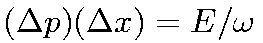 (Δp)(Δx) = E/ω